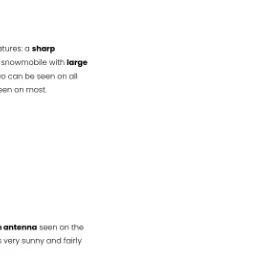 atures: a sharp
snowmobile with large
o can be seen on all
een on most.
antenna seen on the
very sunny and fairly